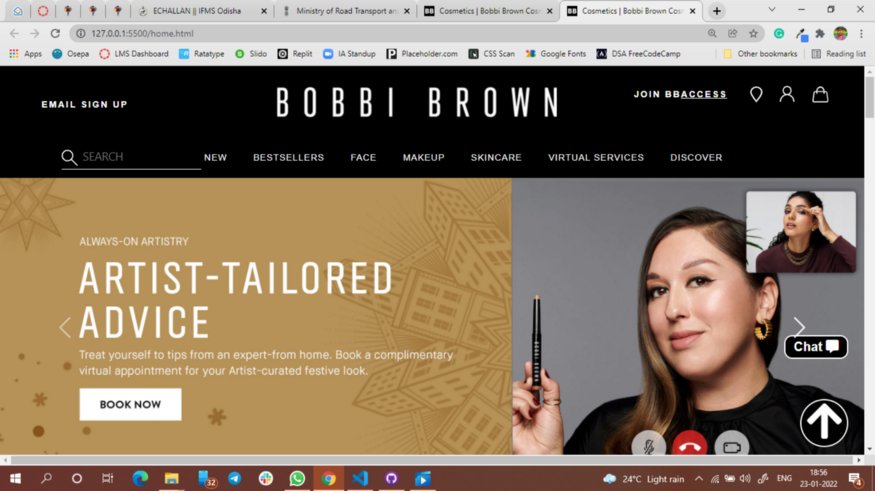 ECHALLAN || IFMS Odisha
Ministry of Road Transport an
Cosmetics | Bobbi Brown Cos
Cosmetics | Bobbi Brown Cos
127.0.0.1:5500/home.html
Apps Osepa LMS Dashboard Ratatype Slido Replit IA Standup Placeholder.com CSS Scan Google Fonts DSA FreeCodeCamp Other bookmarks Reading list
EMAIL SIGN UP
BOBBI BROWN
JOIN BBACCESS
SEARCH NEW BESTSELLERS FACE MAKEUP SKINCARE VIRTUAL SERVICES DISCOVER
ALWAYS-ON ARTISTRY
ARTIST-TAILORED
ADVICE
Treat yourself to tips from an expert-from home. Book a complimentary
virtual appointment for your Artist-curated festive look.
BOOK NOW
Chat
32
24°C Light rain
ENG
18:56
23-01-2022
4